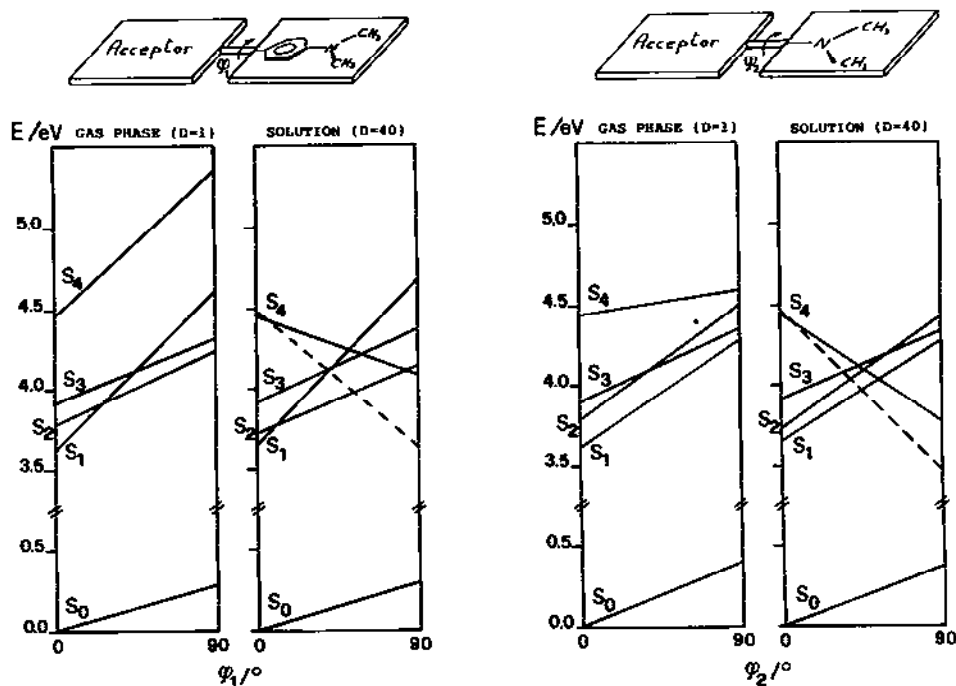 Acceptor
φ₁
N
CH₃
CH₃
E/eV GAS PHASE (D=1) SOLUTION (D=40)
5.0
4.5
4.0
3.5
0.5
0.0
S₄
S₃
S₂
S₁
S₀
S₄
S₃
S₂
S₁
S₀
0 90 0 90
φ₁/°
Acceptor
φ₂
N
CH₃
CH₃
E/eV GAS PHASE (D=1) SOLUTION (D=40)
5.0
4.5
4.0
3.5
0.5
0.0
S₄
S₃
S₂
S₁
S₀
S₄
S₃
S₂
S₁
S₀
0 90 0 90
φ₂/°